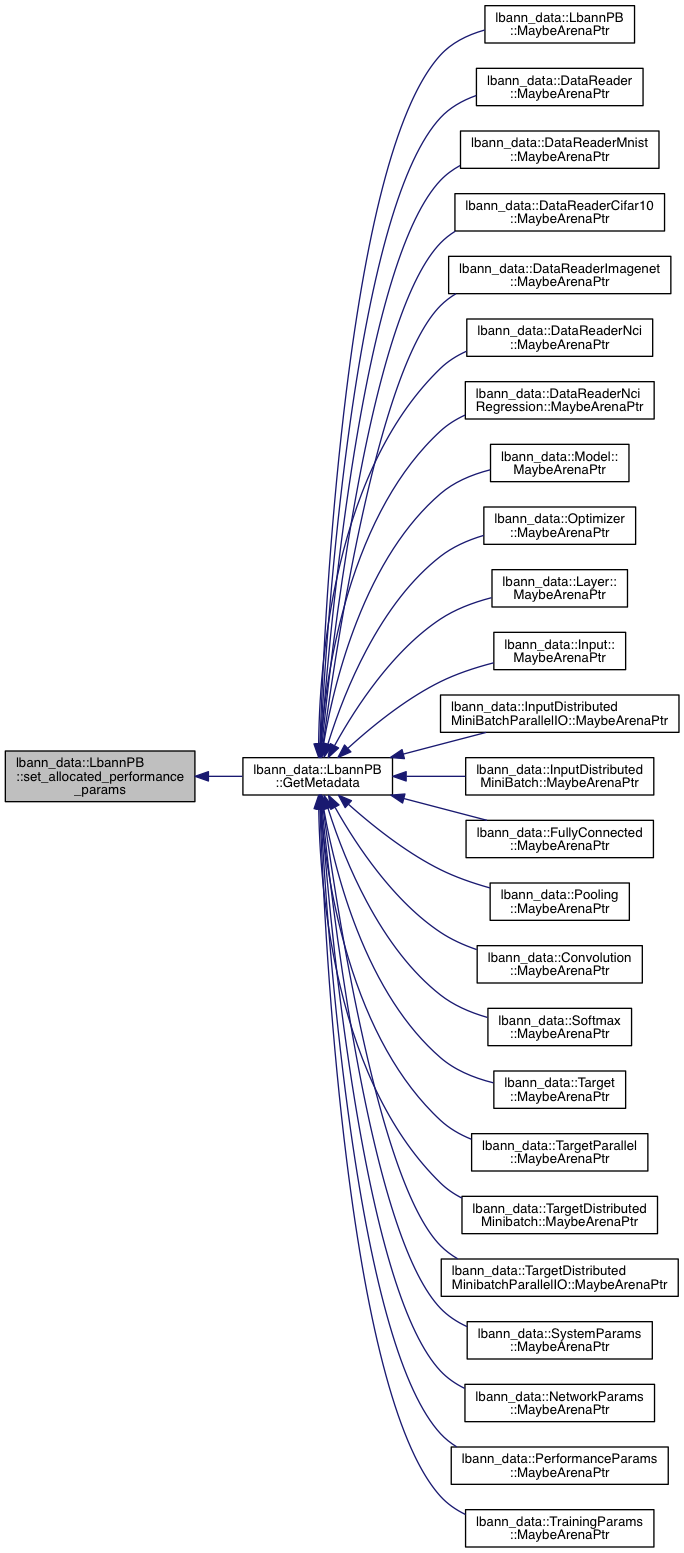 lbann_data::LbannPB
::MaybeArenaPtr
lbann_data::DataReader
::MaybeArenaPtr
lbann_data::DataReaderMnist
::MaybeArenaPtr
lbann_data::DataReaderCifar10
::MaybeArenaPtr
lbann_data::DataReaderImagenet
::MaybeArenaPtr
lbann_data::DataReaderNci
::MaybeArenaPtr
lbann_data::DataReaderNci
Regression::MaybeArenaPtr
lbann_data::Model::
MaybeArenaPtr
lbann_data::Optimizer
::MaybeArenaPtr
lbann_data::Layer::
MaybeArenaPtr
lbann_data::Input::
MaybeArenaPtr
lbann_data::InputDistributed
MiniBatchParallelIO::MaybeArenaPtr
lbann_data::LbannPB
::set_allocated_performance
_params
lbann_data::LbannPB
::GetMetadata
lbann_data::InputDistributed
MiniBatch::MaybeArenaPtr
lbann_data::FullyConnected
::MaybeArenaPtr
lbann_data::Pooling
::MaybeArenaPtr
lbann_data::Convolution
::MaybeArenaPtr
lbann_data::Softmax
::MaybeArenaPtr
lbann_data::Target
::MaybeArenaPtr
lbann_data::TargetParallel
::MaybeArenaPtr
lbann_data::TargetDistributed
Minibatch::MaybeArenaPtr
lbann_data::TargetDistributed
MinibatchParallelIO::MaybeArenaPtr
lbann_data::SystemParams
::MaybeArenaPtr
lbann_data::NetworkParams
::MaybeArenaPtr
lbann_data::PerformanceParams
::MaybeArenaPtr
lbann_data::TrainingParams
::MaybeArenaPtr